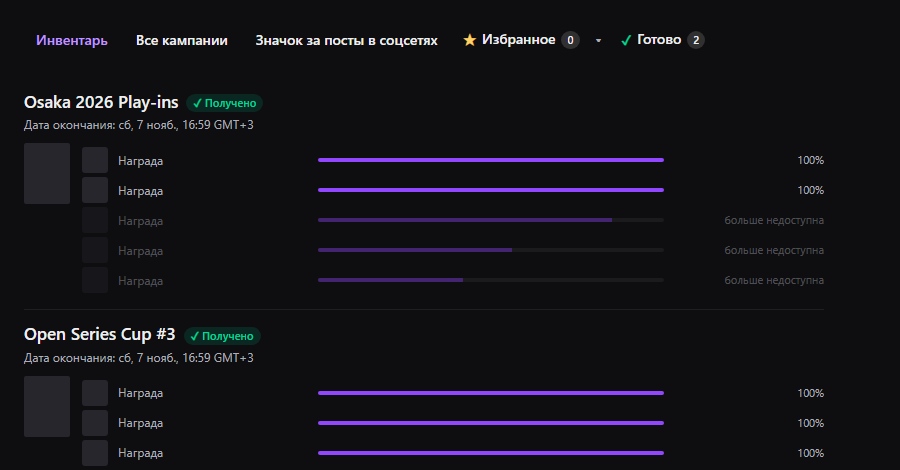 Инвентарь Все кампании Значок за посты в соцсетях Избранное 0 Готово 2
Osaka 2026 Play-ins Получено
Дата окончания: сб, 7 нояб., 16:59 GMT+3
Награда 100%
Награда 100%
Награда больше недоступна
Награда больше недоступна
Награда больше недоступна
Open Series Cup #3 Получено
Дата окончания: сб, 7 нояб., 16:59 GMT+3
Награда 100%
Награда 100%
Награда 100%